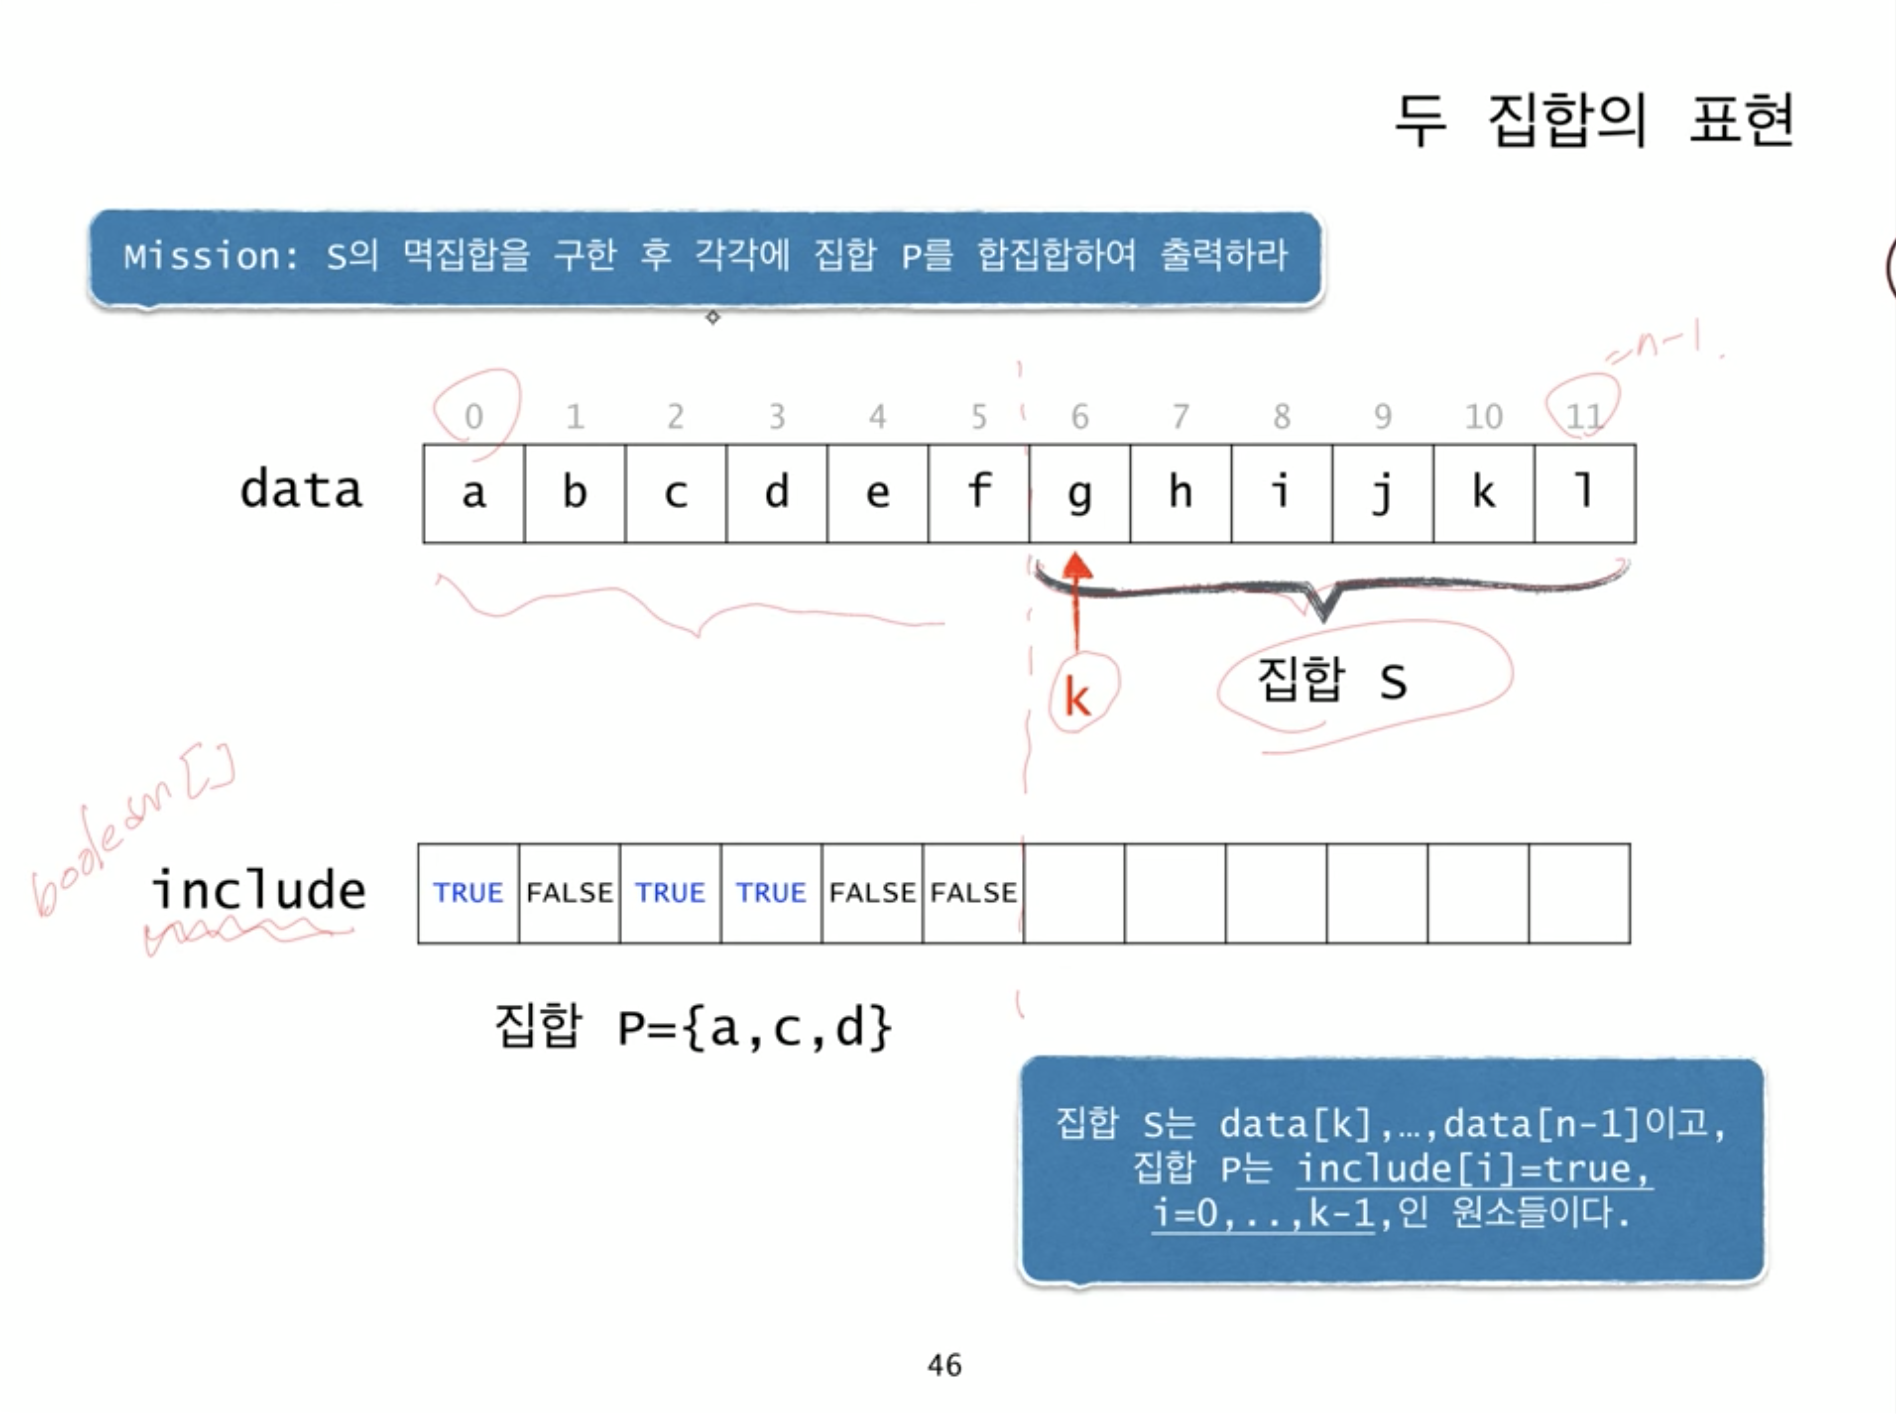 두 집합의 표현
Mission: S의 멱집합을 구한 후 각각에 집합 P를 합집합하여 출력하라
=n-1.
0 1 2 3 4 5 6 7 8 9 10 11
data a b c d e f g h i j k l
k
집합 S
boolean[]
include TRUE FALSE TRUE TRUE FALSE FALSE
집합 P={a,c,d}
집합 S는 data[k],…,data[n-1]이고,
집합 P는 include[i]=true,
i=0,..,k-1,인 원소들이다.
46